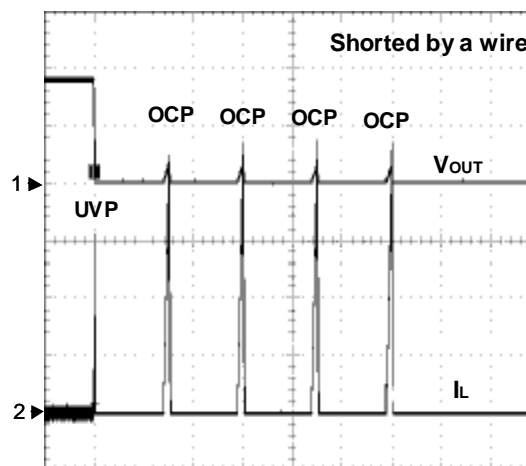 Shorted by a wire
OCP OCP OCP OCP
1 VOUT
UVP
2 IL